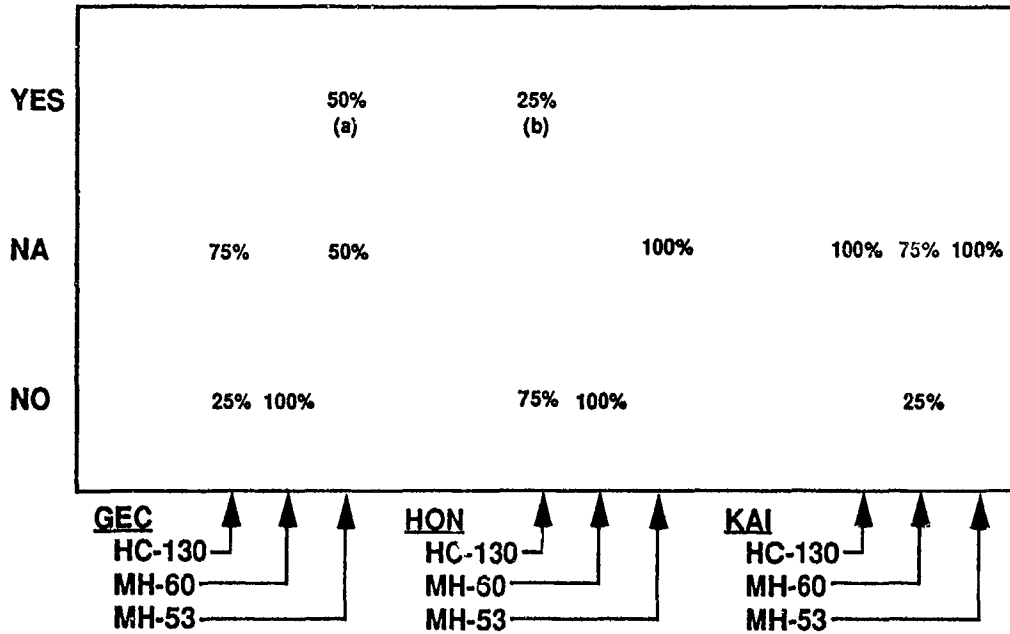 YES 50% 25%
(a) (b)
NA 75% 50% 100% 100% 75% 100%
NO 25% 100% 75% 100% 25%
GEC HON KAI
HC-130 HC-130 HC-130
MH-60 MH-60 MH-60
MH-53 MH-53 MH-53